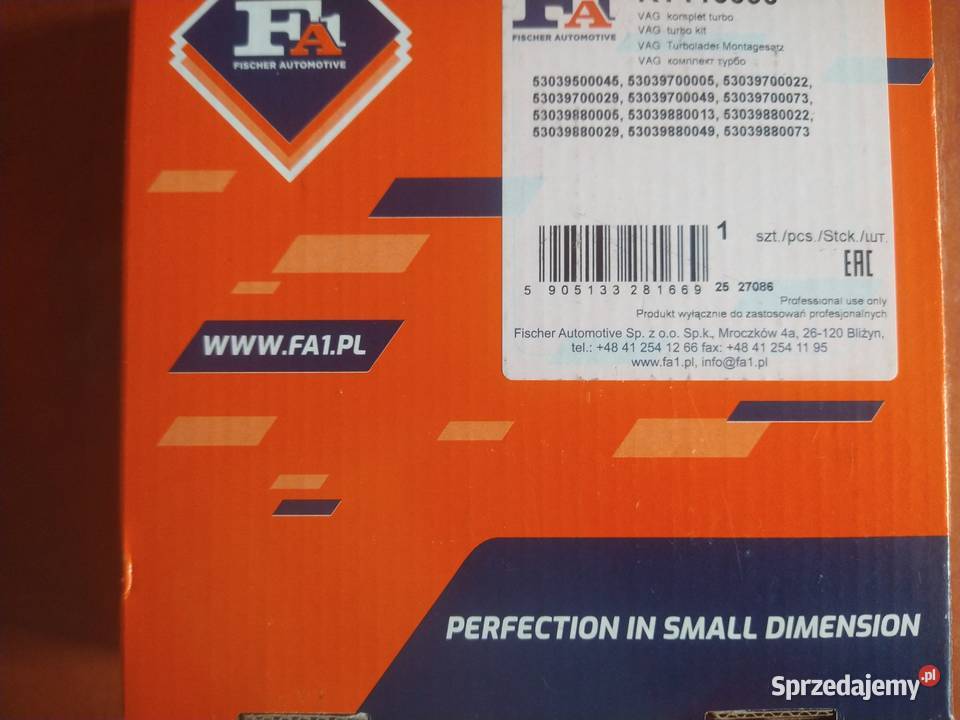 FA1
FISCHER AUTOMOTIVE
FA
FISCHER AUTOMOTIVE
VAG komplet turbo
VAG turbo kit
VAG Turbolader Montagesatz
VAG комплект турбо
53039500045, 53039700005, 53039700022,
53039700029, 53039700049, 53039700073,
53039880005, 53039880013, 53039880022,
53039880029, 53039880049, 53039880073
1 szt./pcs./Stck./шт.
EAC
5 905133 281669 25 27086
Professional use only
Produkt wyłącznie do zastosowań profesjonalnych
Fischer Automotive Sp. z o.o. Sp.k., Mroczków 4a, 26-120 Bliżyn,
tel.: +48 41 254 12 66 fax: +48 41 254 11 95
www.fa1.pl, info@fa1.pl
WWW.FA1.PL
PERFECTION IN SMALL DIMENSION
Sprzedajemy.pl